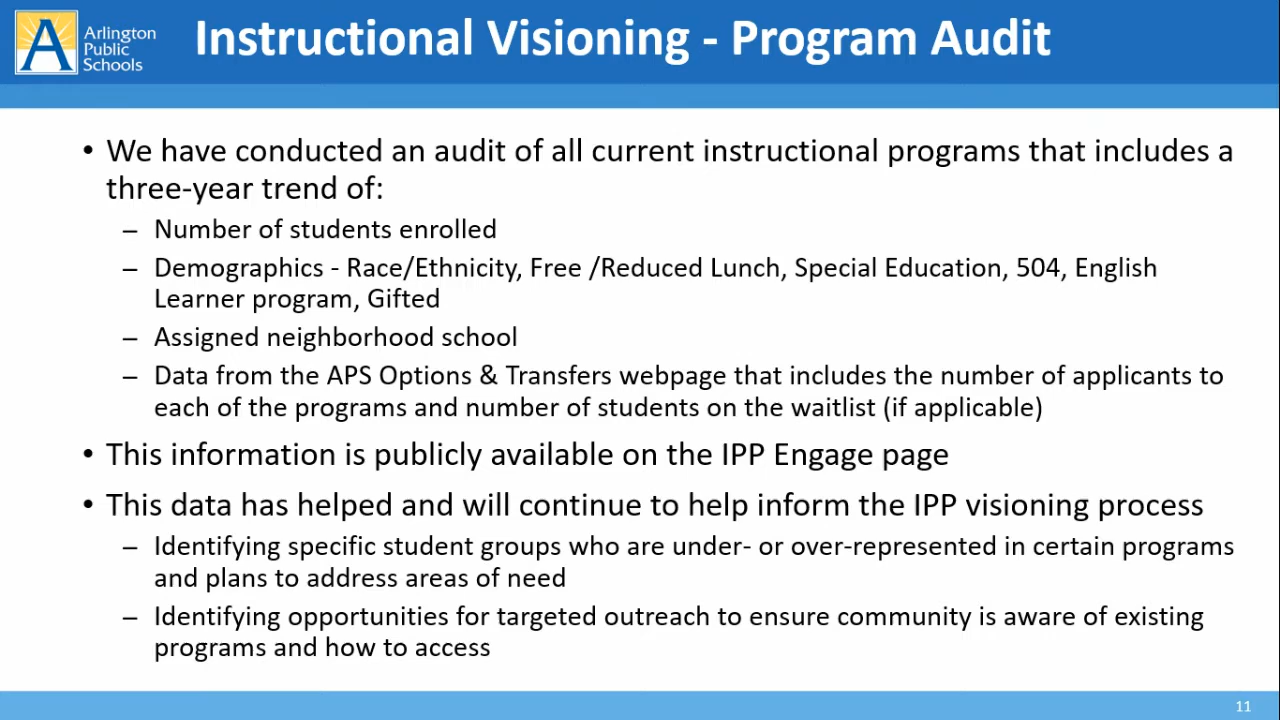 A Arlington
Public
Schools
Instructional Visioning - Program Audit
• We have conducted an audit of all current instructional programs that includes a
three-year trend of:
– Number of students enrolled
– Demographics - Race/Ethnicity, Free /Reduced Lunch, Special Education, 504, English
Learner program, Gifted
– Assigned neighborhood school
– Data from the APS Options & Transfers webpage that includes the number of applicants to
each of the programs and number of students on the waitlist (if applicable)
• This information is publicly available on the IPP Engage page
• This data has helped and will continue to help inform the IPP visioning process
– Identifying specific student groups who are under- or over-represented in certain programs
and plans to address areas of need
– Identifying opportunities for targeted outreach to ensure community is aware of existing
programs and how to access
11